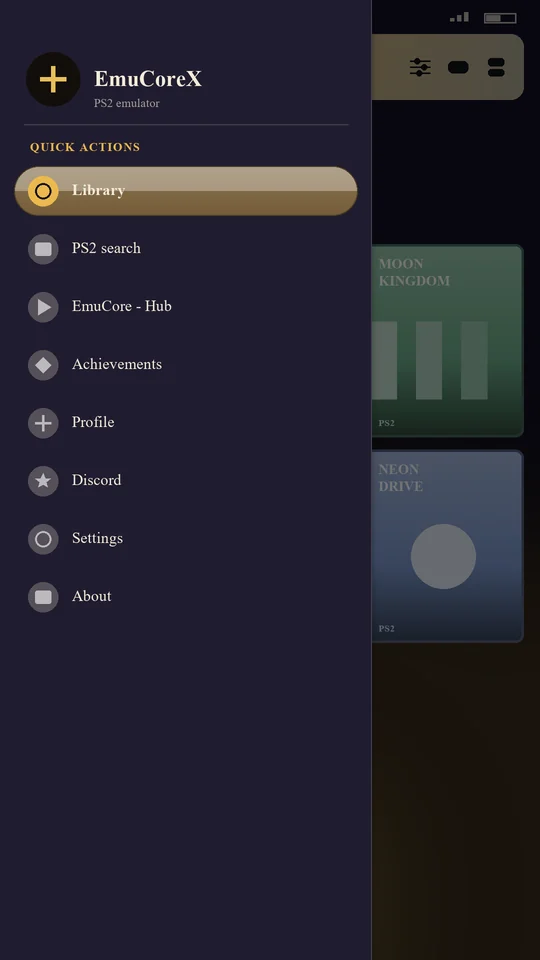 EmuCoreX
PS2 emulator
QUICK ACTIONS
Library
PS2 search
EmuCore - Hub
Achievements
Profile
Discord
Settings
About
MOON
KINGDOM
PS2
NEON
DRIVE
PS2